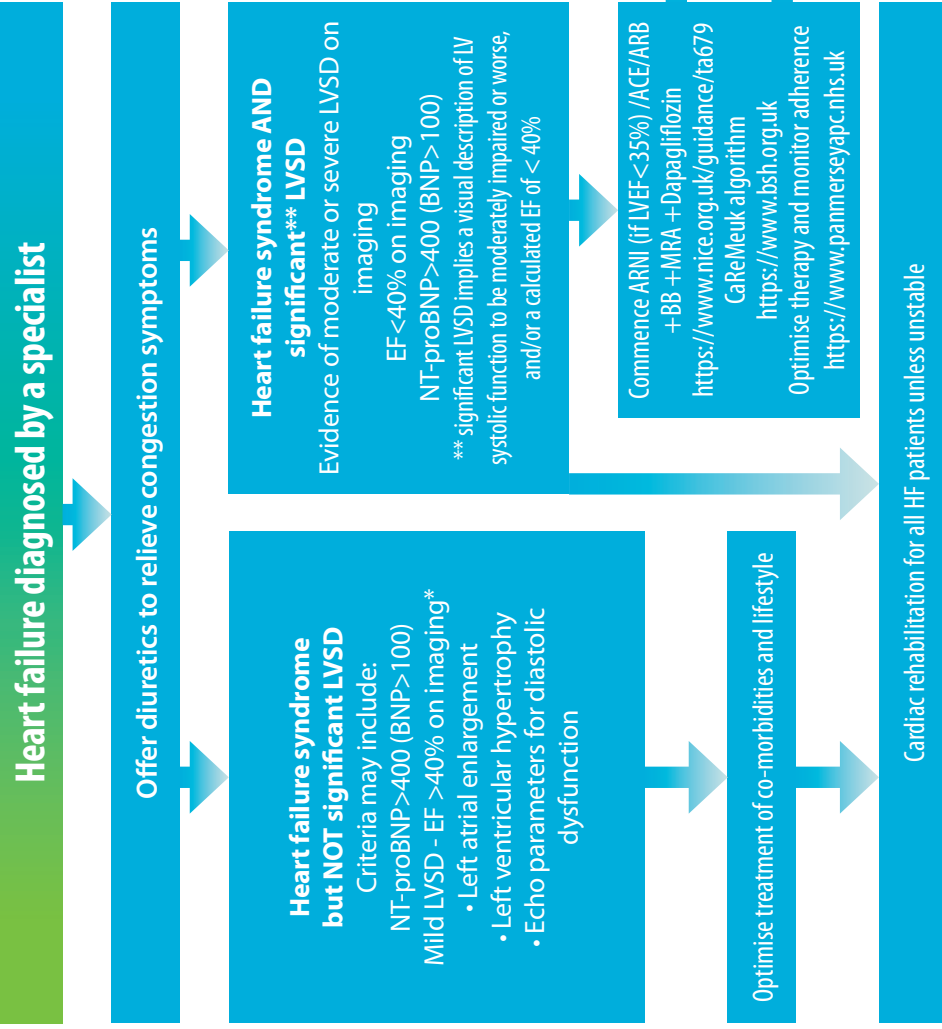 Heart failure diagnosed by a specialist
Offer diuretics to relieve congestion symptoms
Heart failure syndrome
but NOT significant LVSD
Criteria may include:
NT-proBNP>400 (BNP>100)
Mild LVSD - EF >40% on imaging*
• Left atrial enlargement
• Left ventricular hypertrophy
• Echo parameters for diastolic
dysfunction
Heart failure syndrome AND
significant** LVSD
Evidence of moderate or severe LVSD on
imaging
EF<40% on imaging
NT-proBNP>400 (BNP>100)
** significant LVSD implies a visual description of LV
systolic function to be moderately impaired or worse,
and/or a calculated EF of < 40%
Commence ARNI (if LVEF<35%) /ACE/ARB
+BB +MRA +Dapagliflozin
https://www.nice.org.uk/guidance/ta679
CaReMeuk algorithm
https://www.bsh.org.uk
Optimise therapy and monitor adherence
https://www.panmerseyapc.nhs.uk
Optimise treatment of co-morbidities and lifestyle
Cardiac rehabilitation for all HF patients unless unstable